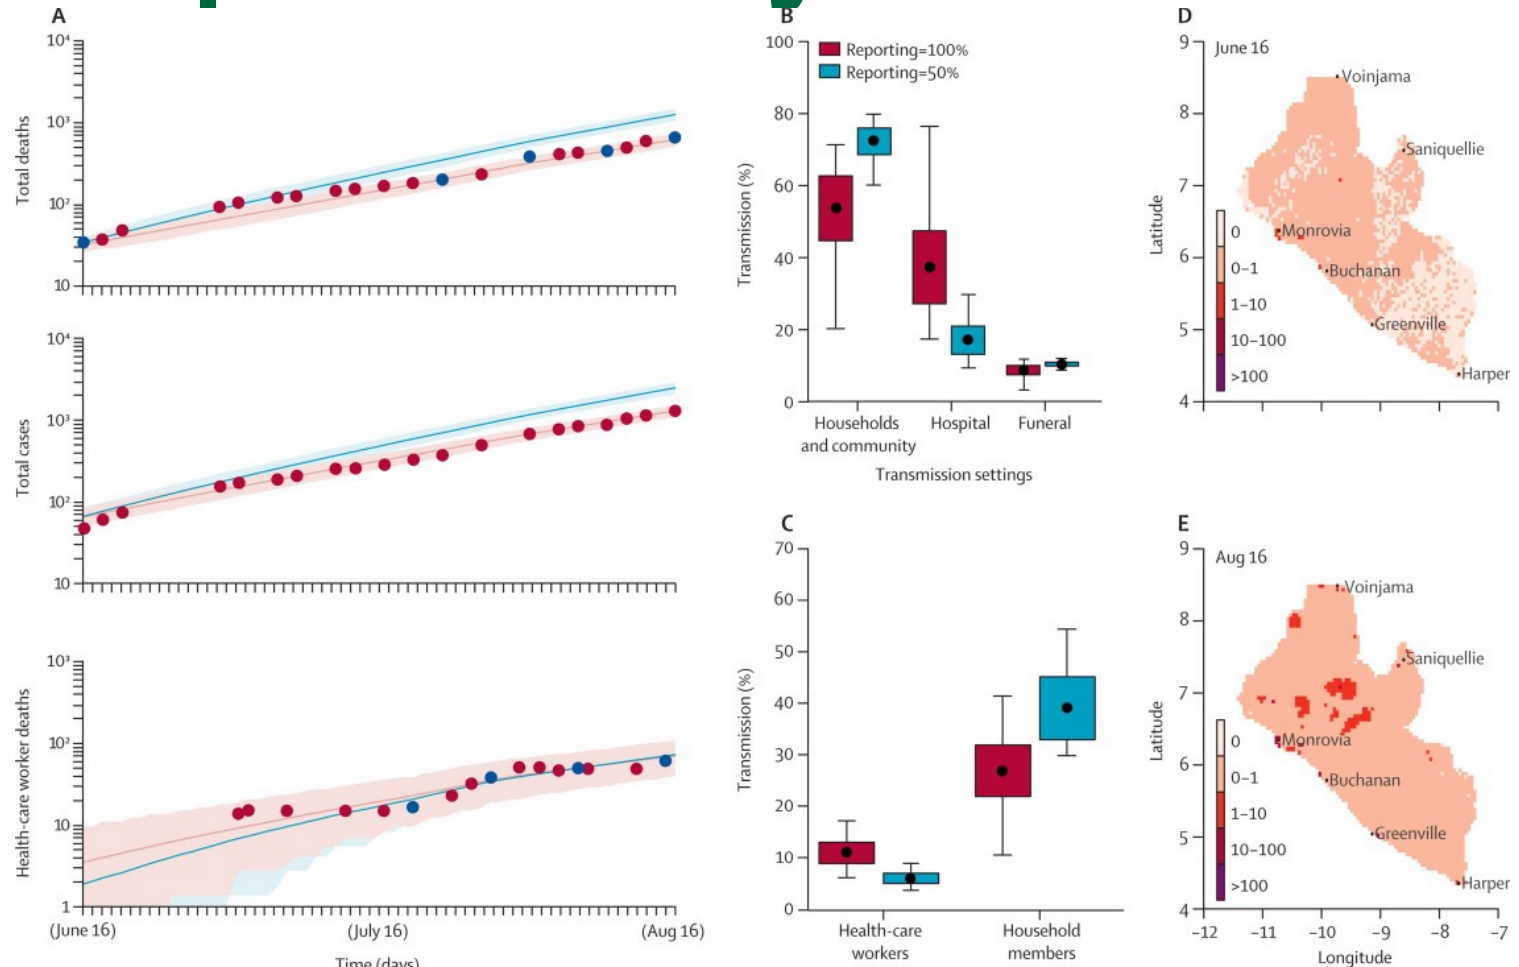 A
10⁴
10³
10²
10
Total deaths
10⁴
10³
10²
10
Total cases
10³
10²
10
1
Health-care worker deaths
(June 16)
(July 16)
(Aug 16)
Time (days)
B
Reporting=100%
Reporting=50%
100
80
60
40
20
0
Transmission (%)
Households
and community
Hospital
Funeral
Transmission settings
C
70
60
50
40
30
20
10
0
Transmission (%)
Health-care
workers
Household
members
D
June 16
9
8
7
6
5
4
Latitude
Voinjama
Saniquellie
Monrovia
Buchanan
Greenville
Harper
0
0–1
1–10
10–100
>100
E
Aug 16
9
8
7
6
5
4
Latitude
Voinjama
Saniquellie
Monrovia
Buchanan
Greenville
Harper
0
0–1
1–10
10–100
>100
−12
−11
−10
−9
−8
−7
Longitude